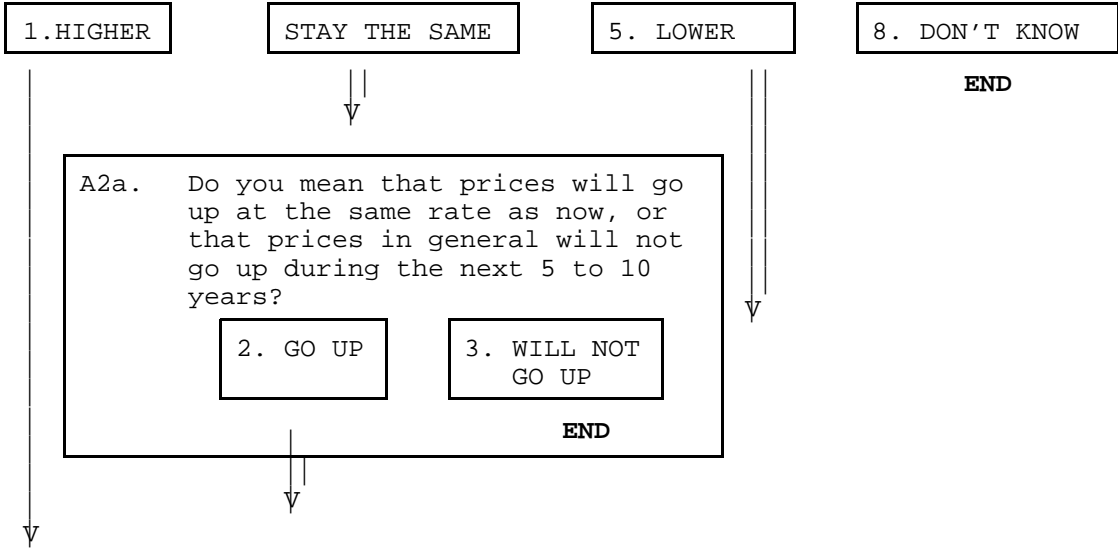 1.HIGHER STAY THE SAME 5. LOWER 8. DON'T KNOW
END
V
A2a. Do you mean that prices will go
up at the same rate as now, or
that prices in general will not
go up during the next 5 to 10
years?
V
2. GO UP 3. WILL NOT
GO UP
END
V
V